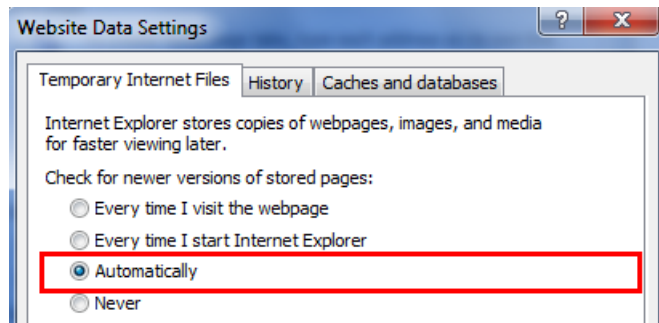 Website Data Settings
Temporary Internet Files History Caches and databases
Internet Explorer stores copies of webpages, images, and media
for faster viewing later.
Check for newer versions of stored pages:
Every time I visit the webpage
Every time I start Internet Explorer
Automatically
Never